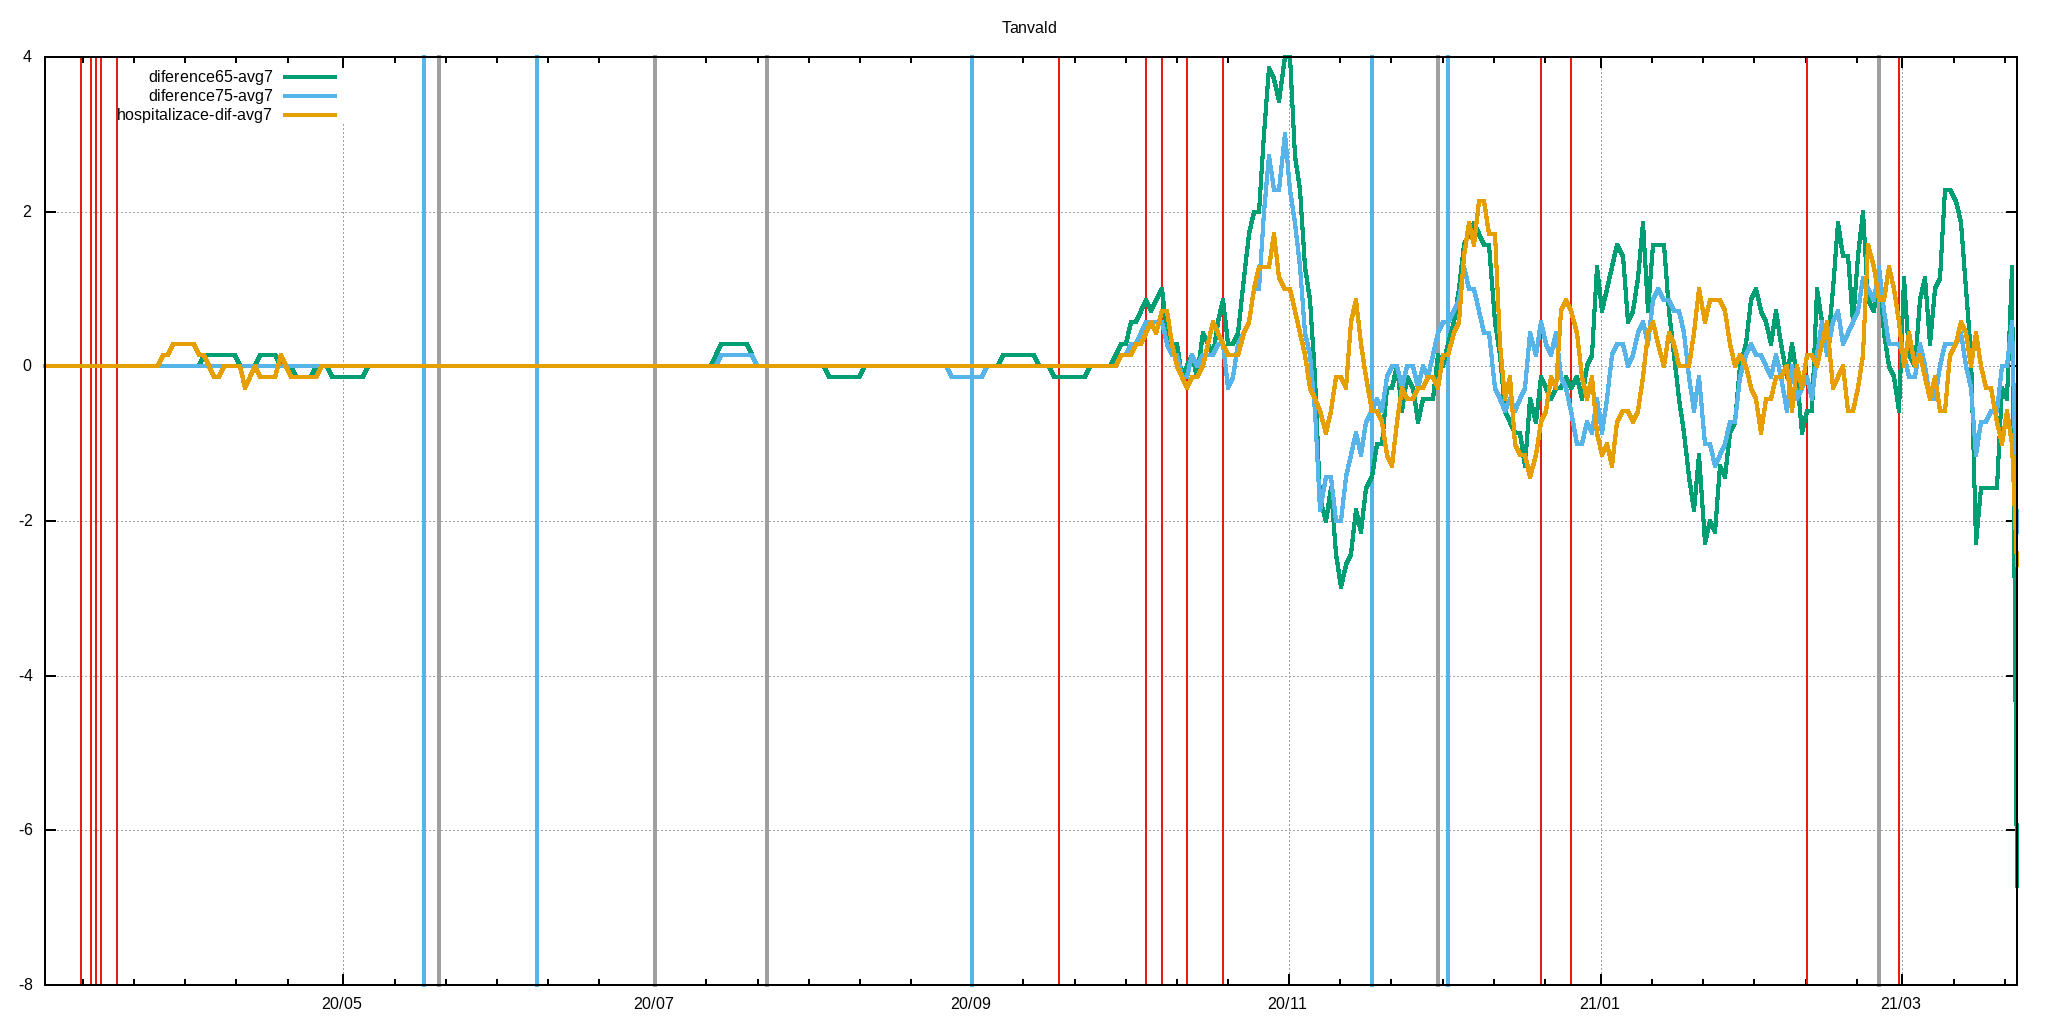 Tanvald
4
diference65-avg7
diference75-avg7
hospitalizace-dif-avg7
2
0
-2
-4
-6
-8
20/05 20/07 20/09 20/11 21/01 21/03